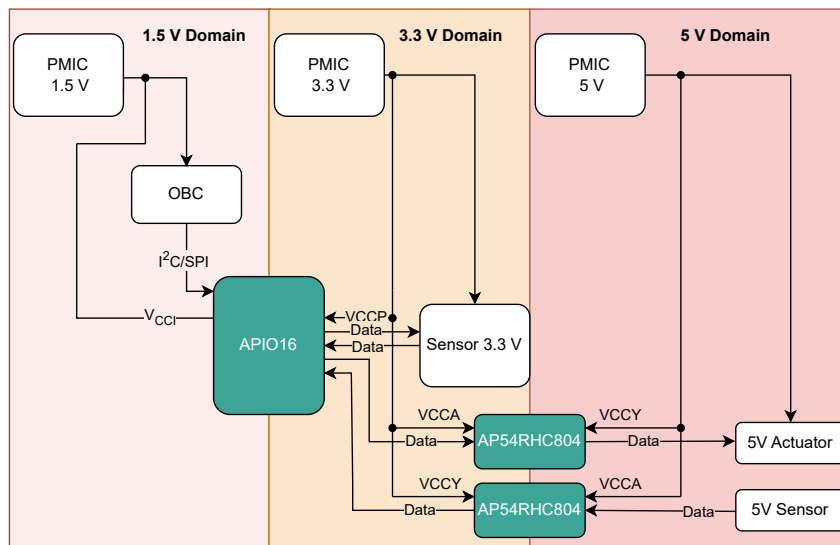 1.5 V Domain
3.3 V Domain
5 V Domain
PMIC
1.5 V
PMIC
3.3 V
PMIC
5 V
OBC
I²C/SPI
VCCI
APIO16
VCCP
Data
Data
Sensor 3.3 V
VCCA
Data
AP54RHC804
VCCY
Data
5V Actuator
VCCY
Data
AP54RHC804
VCCA
Data
5V Sensor